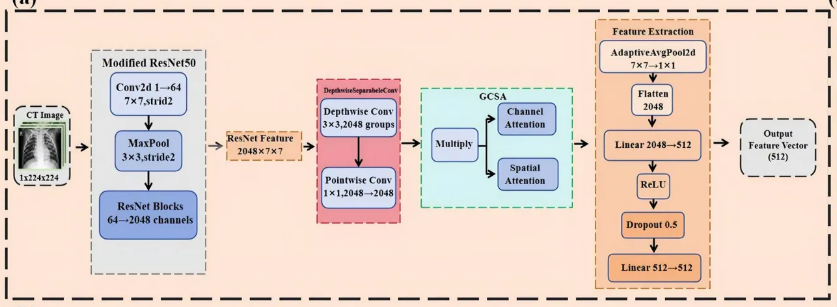 (a)
Modified ResNet50
Conv2d 1→64
7×7,strid2
MaxPool
3×3,stride2
ResNet Blocks
64→2048 channels
CT Image
1x224x224
ResNet Feature
2048×7×7
DepthwiseSeparabeleConv
Depthwise Conv
3×3,2048 groups
Pointwise Conv
1×1,2048→2048
GCSA
Multiply
Channel
Attention
Spatial
Attention
Feature Extraction
AdaptiveAvgPool2d
7×7→1×1
Flatten
2048
Linear 2048→512
ReLU
Dropout 0.5
Linear 512→512
Output
Feature Vector
(512)